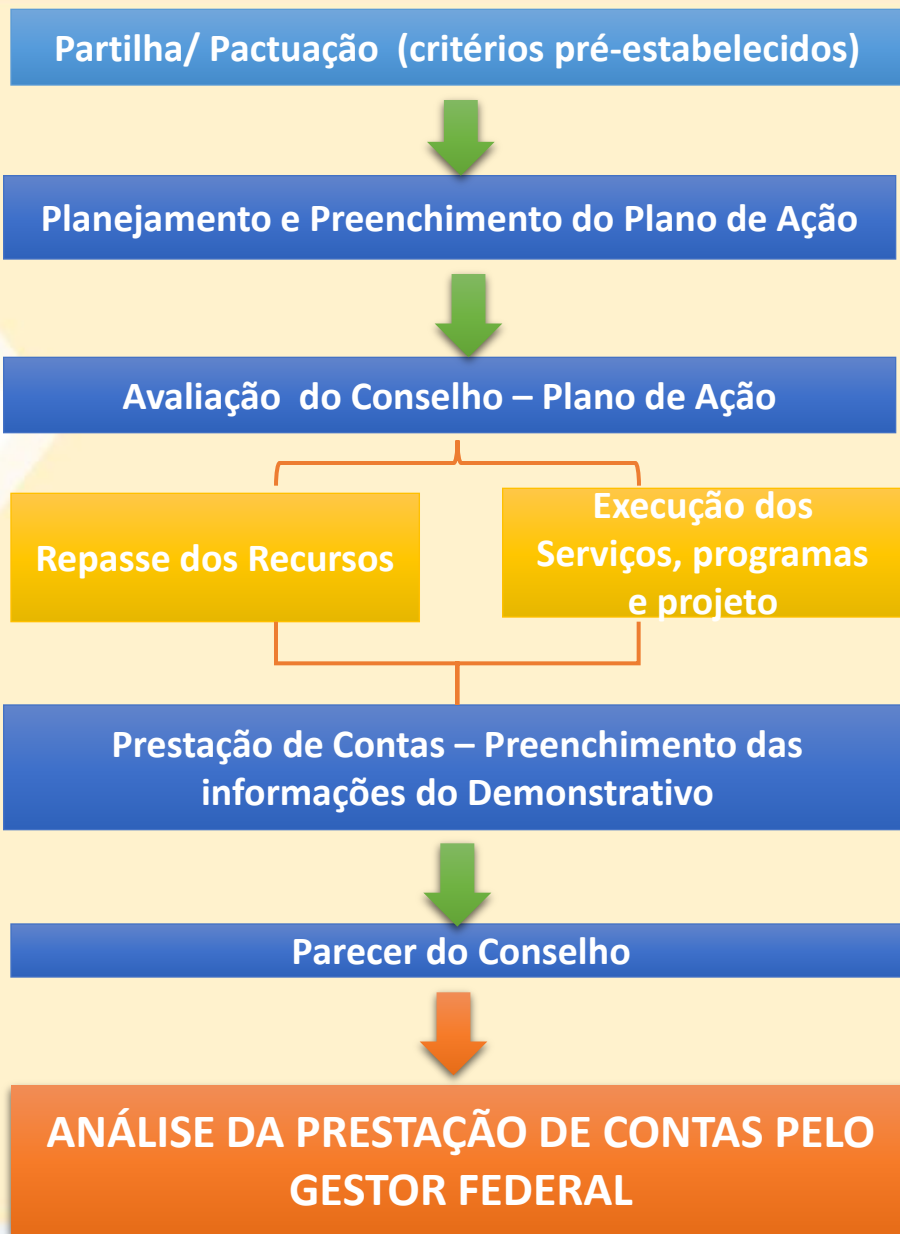 Partilha/ Pactuação (critérios pré-estabelecidos)
Planejamento e Preenchimento do Plano de Ação
Avaliação do Conselho – Plano de Ação
Repasse dos Recursos
Execução dos
Serviços, programas
e projeto
Prestação de Contas – Preenchimento das
informações do Demonstrativo
Parecer do Conselho
ANÁLISE DA PRESTAÇÃO DE CONTAS PELO
GESTOR FEDERAL